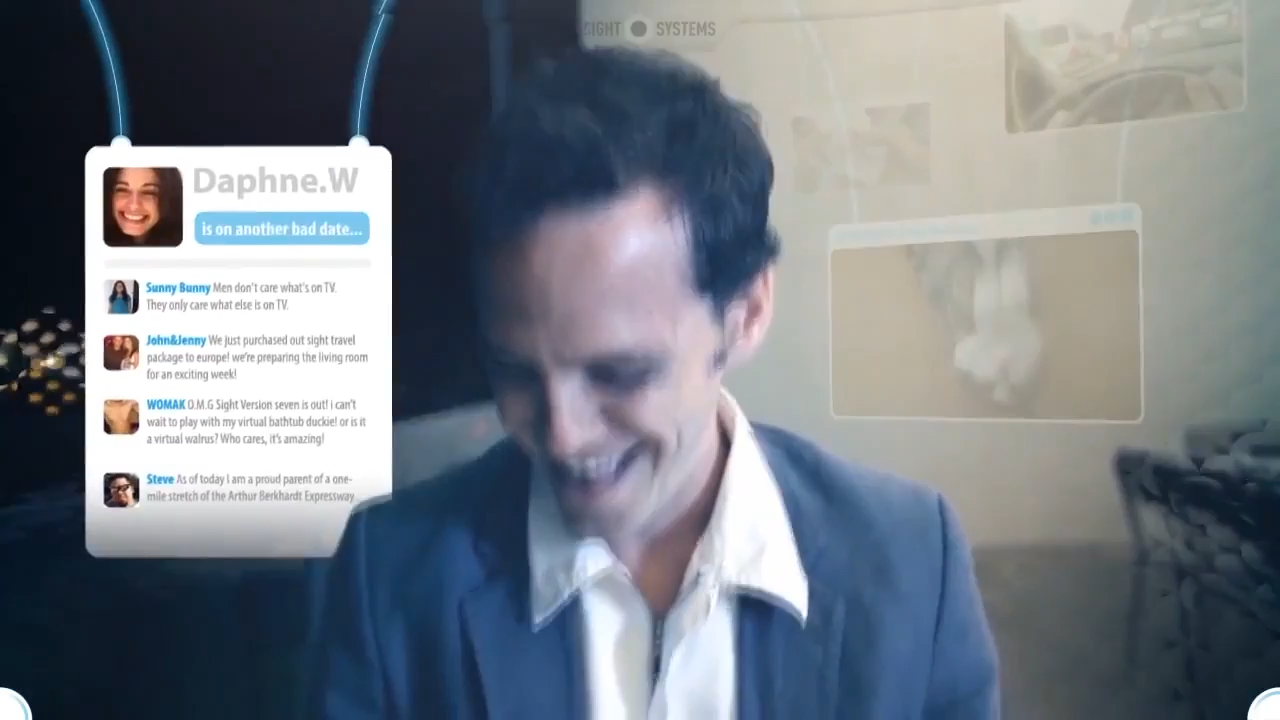 SIGHT SYSTEMS
Daphne.W
is on another bad date...
Sunny Bunny Men don't care what's on TV.
They only care what else is on TV.
John&Jenny We just purchased out sight travel
package to europe! we're preparing the living room
for an exciting week!
WOMAK O.M.G Sight Version seven is out! i can't
wait to play with my virtual bathtub duckie! or is it
a virtual walrus? Who cares, it's amazing!
Steve As of today I am a proud parent of a one-
mile stretch of the Arthur Berkhardt Expressway